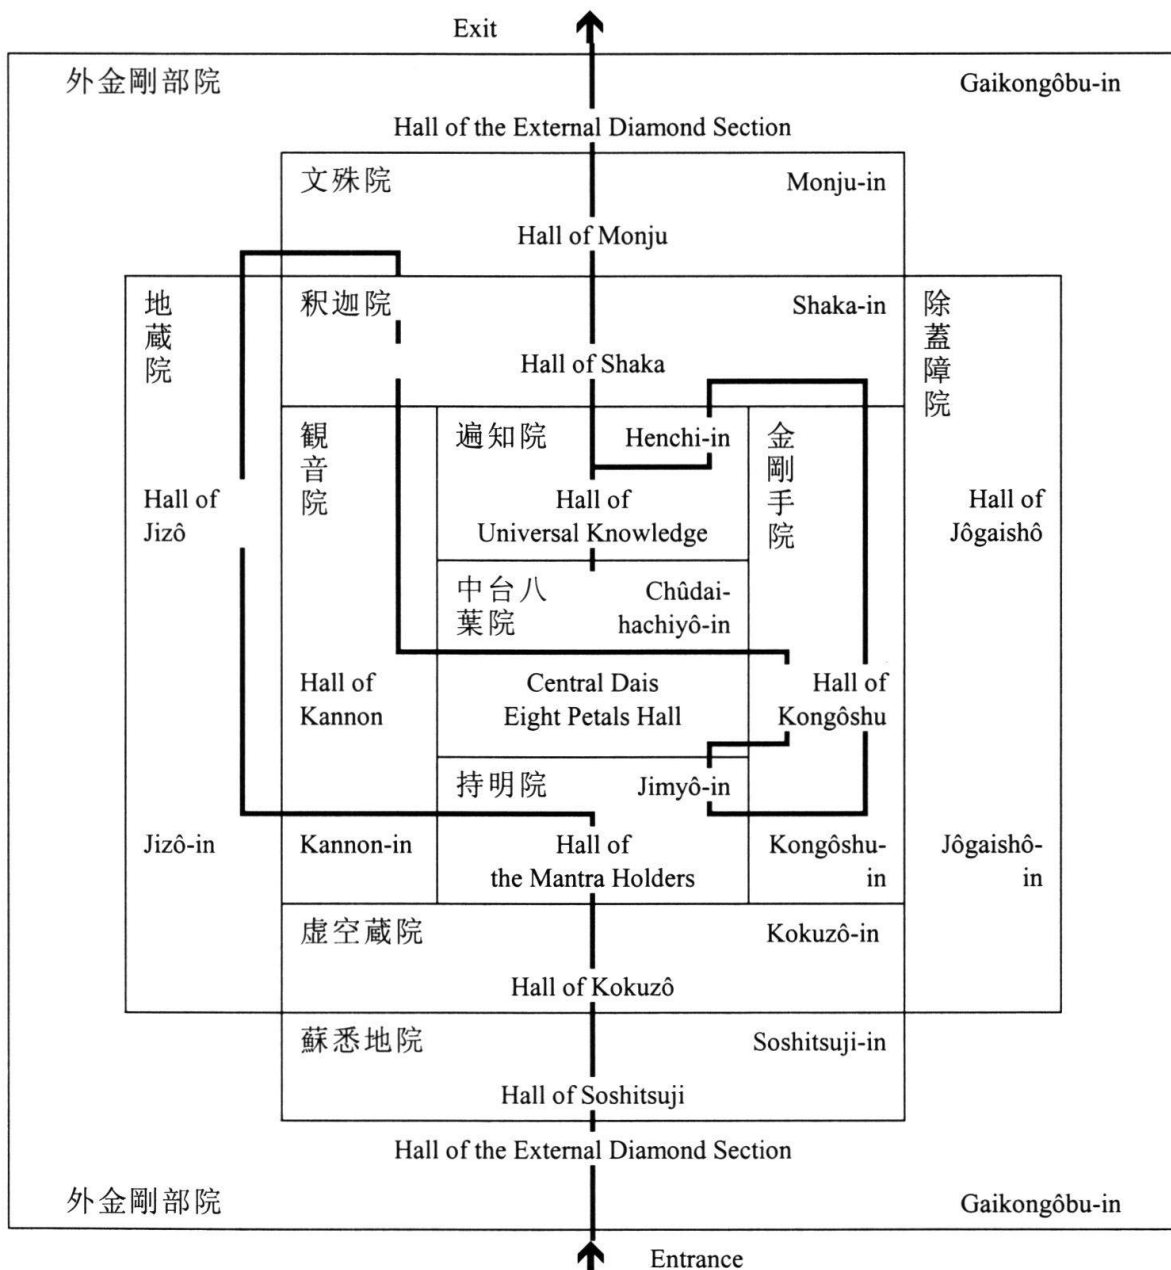 Exit
外金剛部院
Gaikongôbu-in
Hall of the External Diamond Section
文殊院
Monju-in
Hall of Monju
地蔵院
釈迦院
Shaka-in
除蓋障院
Hall of Shaka
観音院
遍知院
Henchi-in
金剛手院
Hall of
Jizô
Hall of
Universal Knowledge
Hall of
Jôgaishô
中台八
葉院
Chûdai-
hachiyô-in
Hall of
Kannon
Central Dais
Eight Petals Hall
Hall of
Kongôshu
持明院
Jimyô-in
Jizô-in
Kannon-in
Hall of
the Mantra Holders
Kongôshu-
in
Jôgaishô-
in
虚空蔵院
Kokuzô-in
Hall of Kokuzô
蘇悉地院
Soshitsuji-in
Hall of Soshitsuji
Hall of the External Diamond Section
外金剛部院
Gaikongôbu-in
Entrance